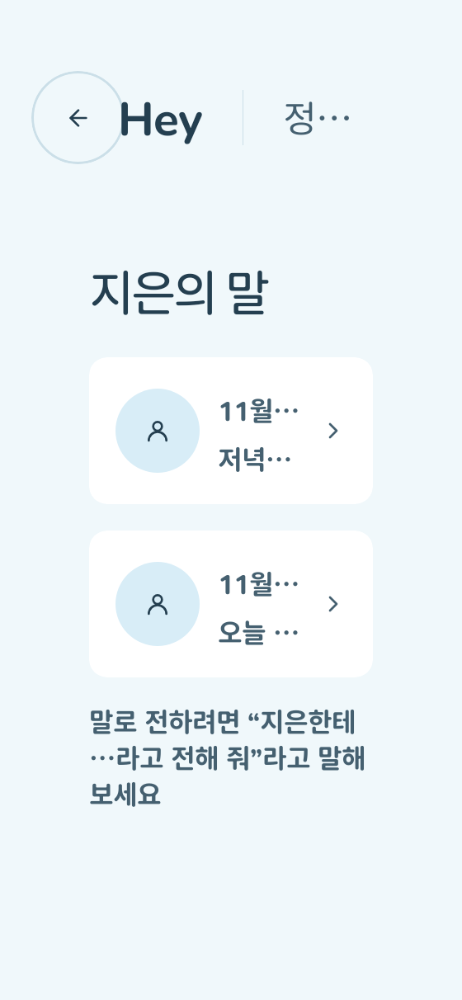 Hey
정…
지은의 말
11월…
저녁…
11월…
오늘 …
말로 전하려면 “지은한테
…라고 전해 줘”라고 말해
보세요